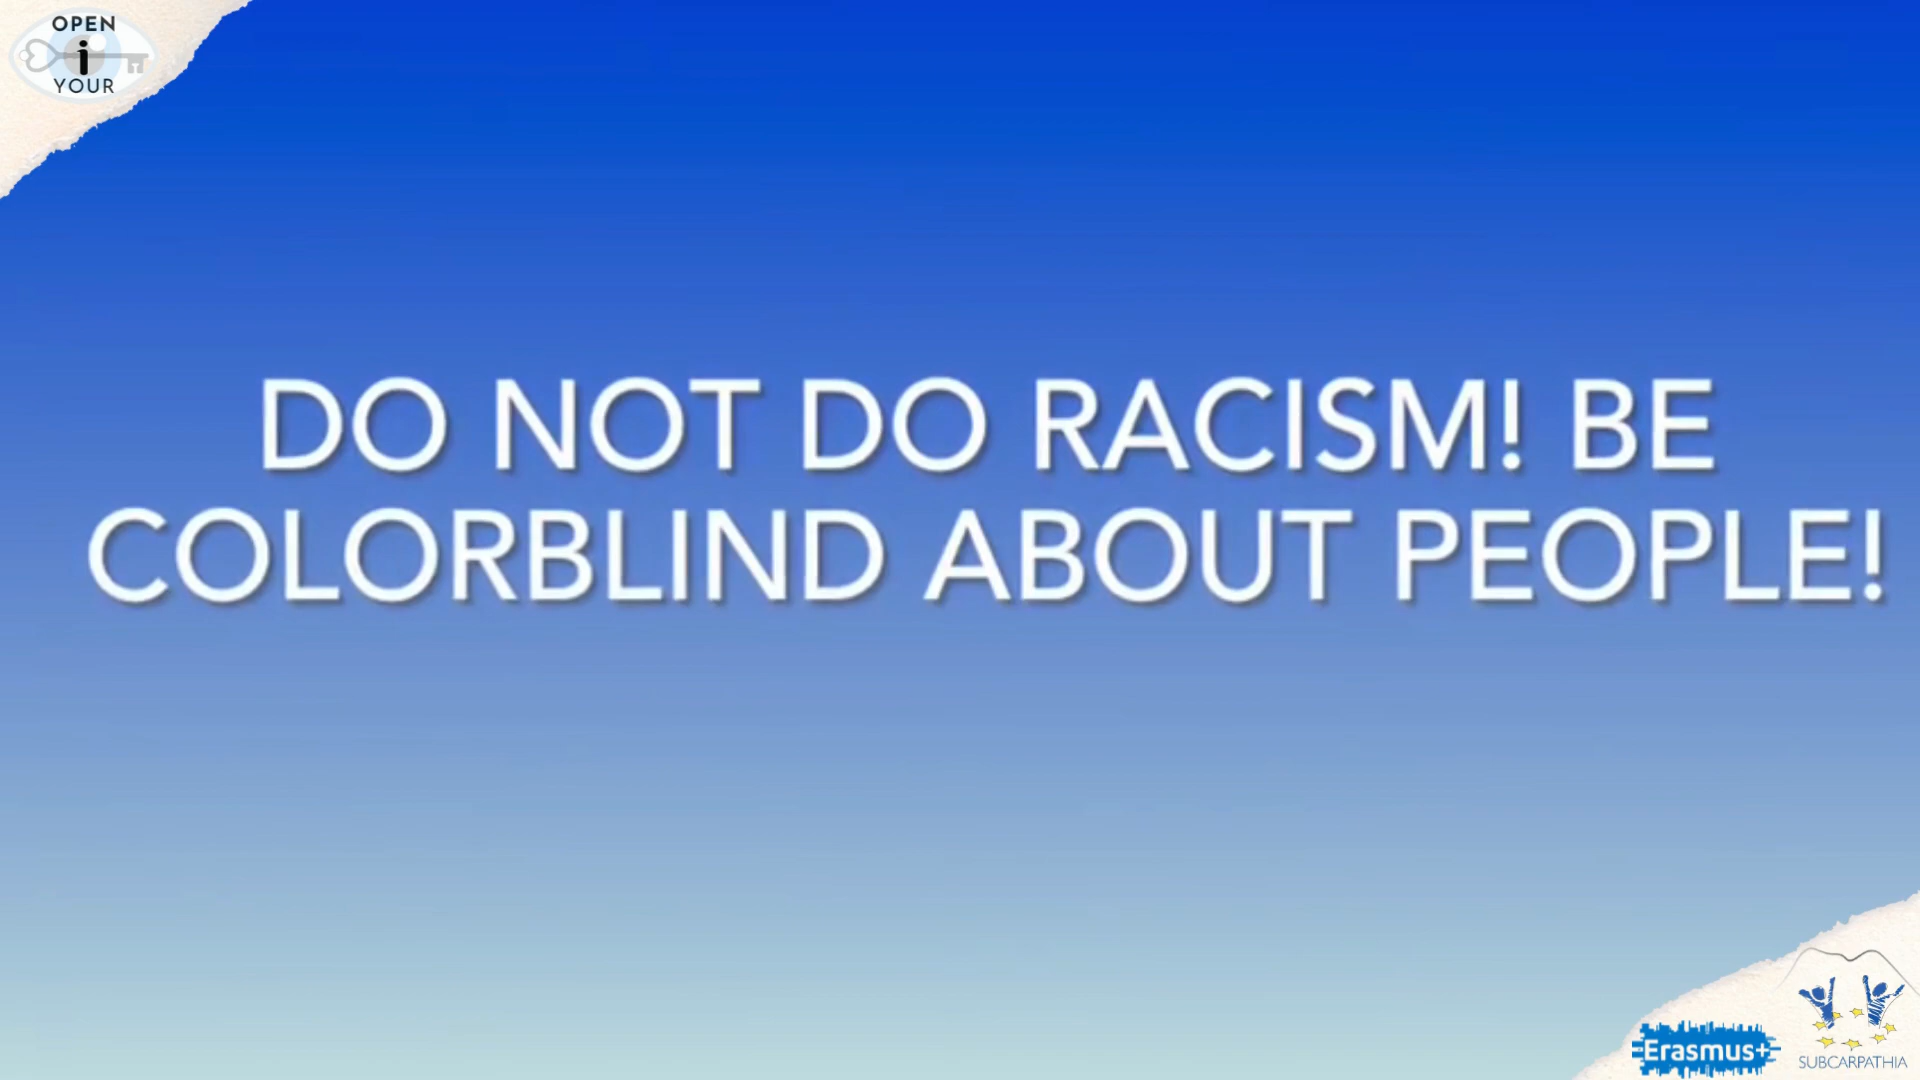 OPEN
i
YOUR
DO NOT DO RACISM! BE
COLORBLIND ABOUT PEOPLE!
Erasmus+
SUBCARPATHIA